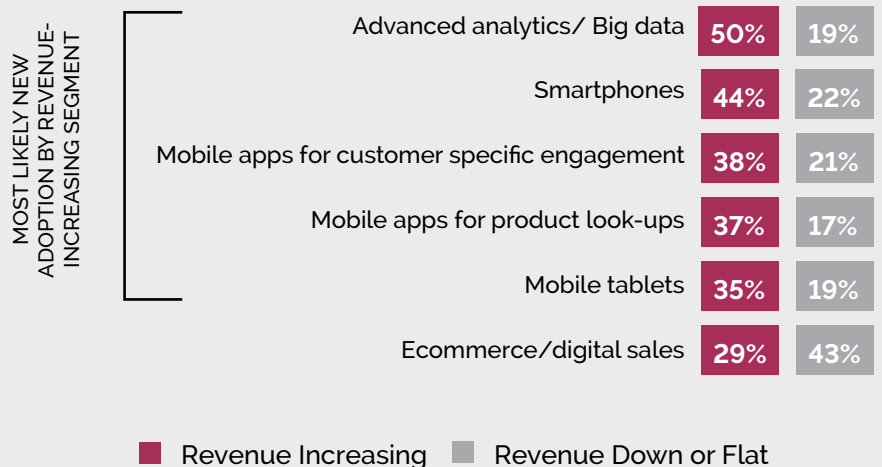 MOST LIKELY NEW
ADOPTION BY REVENUE-
INCREASING SEGMENT
Advanced analytics/ Big data 50% 19%
Smartphones 44% 22%
Mobile apps for customer specific engagement 38% 21%
Mobile apps for product look-ups 37% 17%
Mobile tablets 35% 19%
Ecommerce/digital sales 29% 43%
Revenue Increasing Revenue Down or Flat